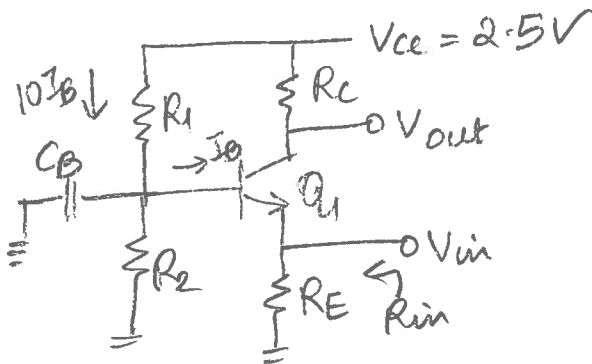 Vcc = 2.5V
10IB
R1
RC
Vout
CB
IB
Q1
Vin
R2
RE
Rin